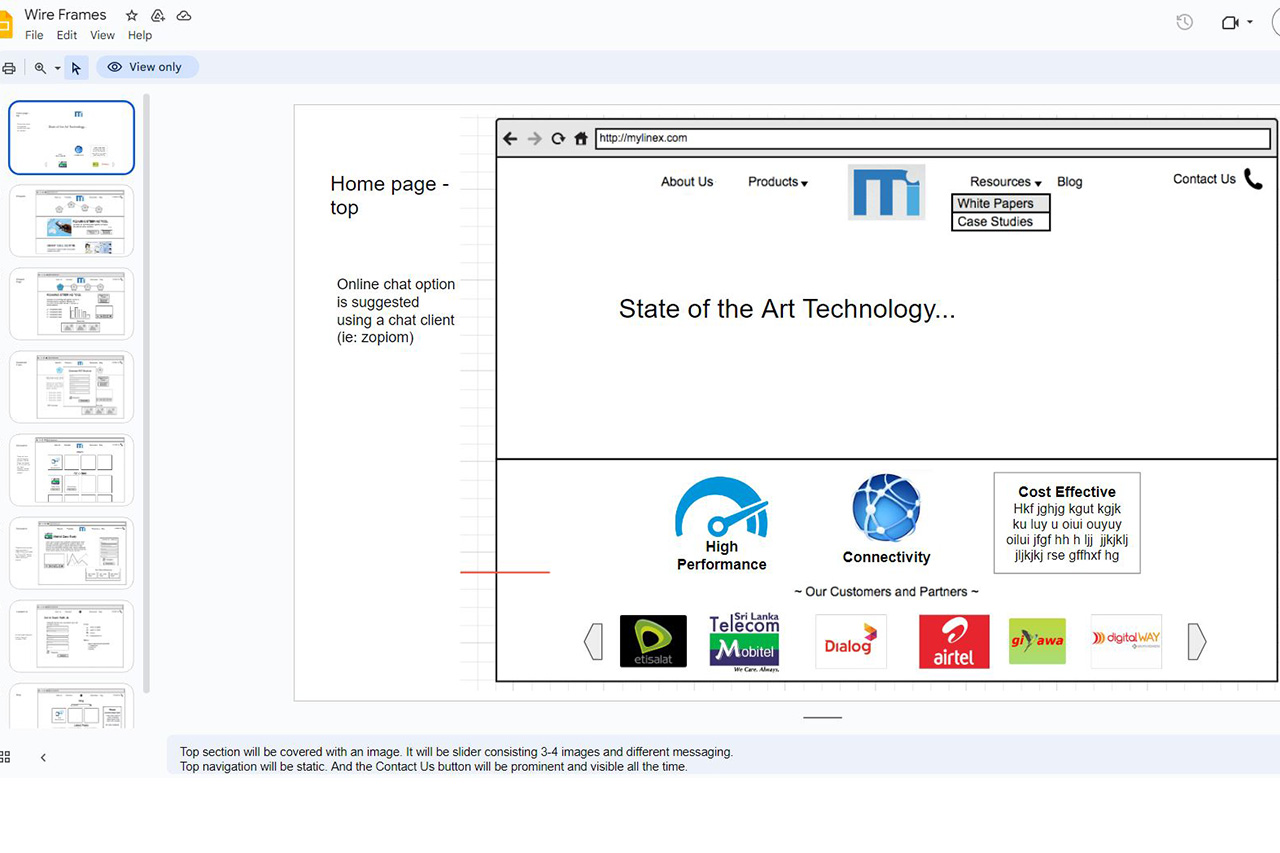 Wire Frames
File Edit View Help
View only
Home page -
top
Online chat option
is suggested
using a chat client
(ie: zopiom)
http://mylinex.com
About Us Products Resources Blog Contact Us
White Papers
Case Studies
State of the Art Technology...
High
Performance
Connectivity
Cost Effective
Hkf jghjg kgut kgjk
ku luy u oiui ouyuy
oilui jfgf hh h ljj jjkjklj
jljkjkj rse gffhxf hg
~ Our Customers and Partners ~
etisalat
Sri Lanka
Telecom
Mobitel
We Care. Always.
Dialog
airtel
digitalWAY
Top section will be covered with an image. It will be slider consisting 3-4 images and different messaging.
Top navigation will be static. And the Contact Us button will be prominent and visible all the time.